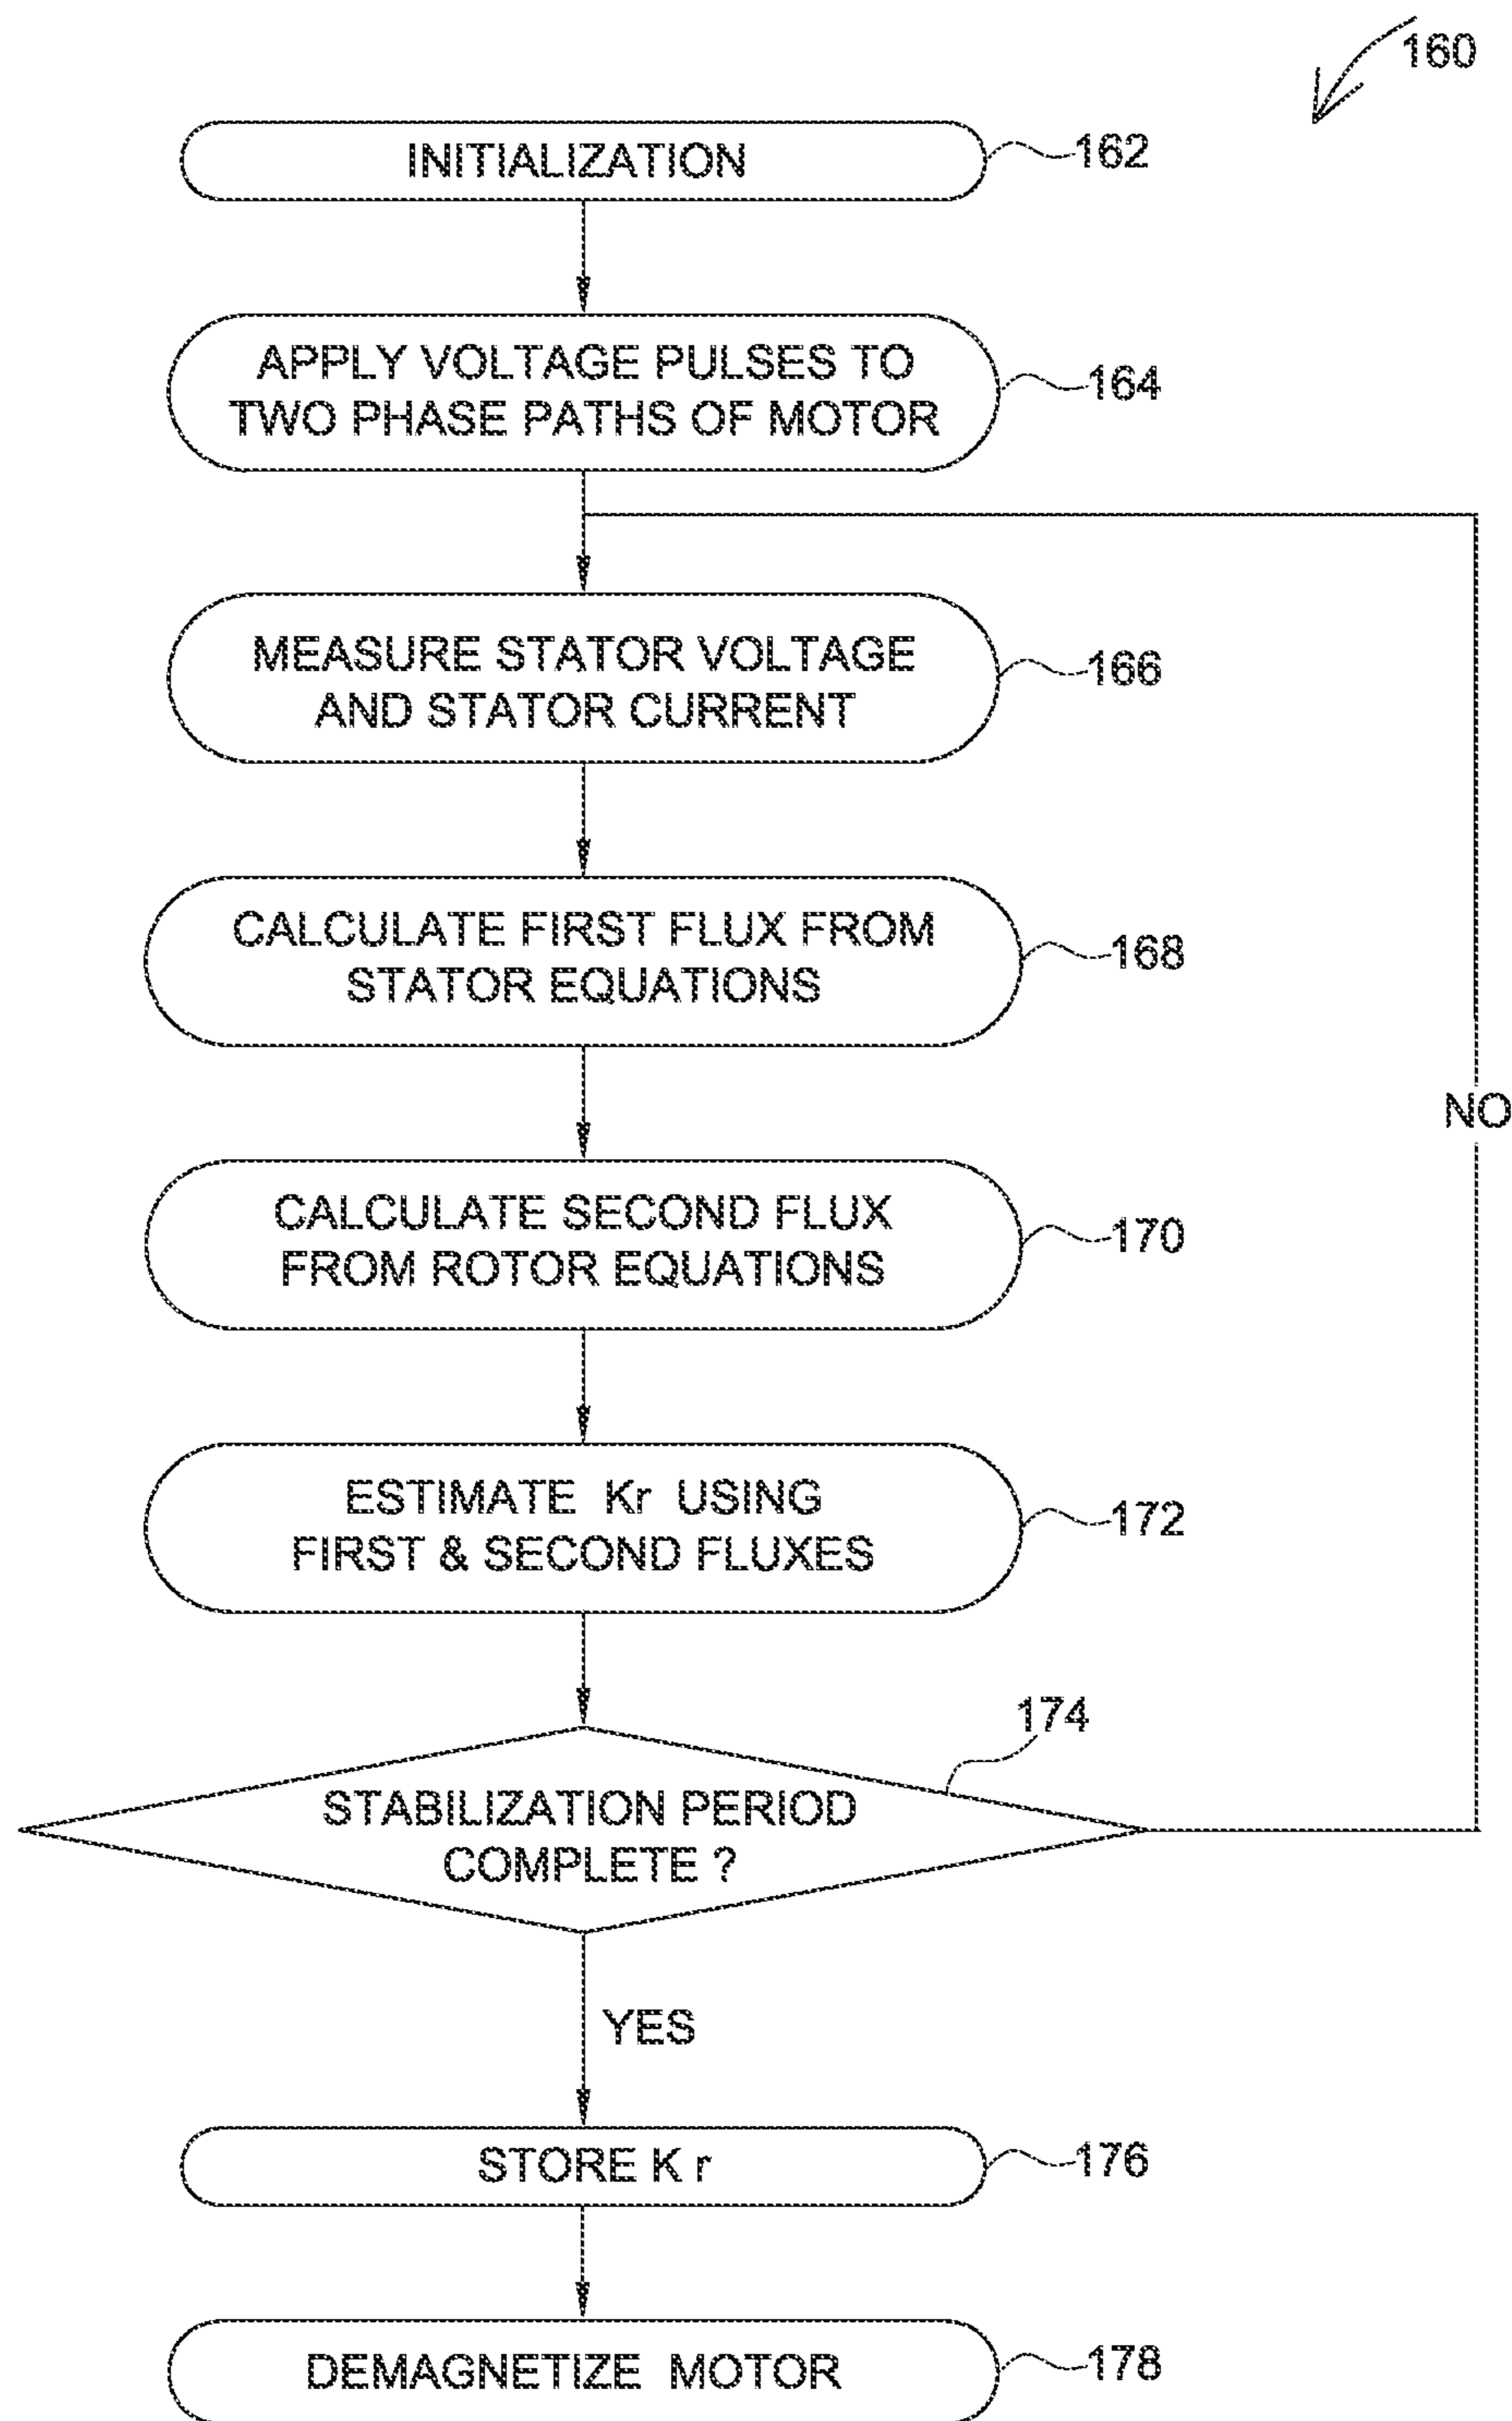 160
INITIALIZATION
162
APPLY VOLTAGE PULSES TO
TWO PHASE PATHS OF MOTOR
164
MEASURE STATOR VOLTAGE
AND STATOR CURRENT
166
CALCULATE FIRST FLUX FROM
STATOR EQUATIONS
168
NO
CALCULATE SECOND FLUX
FROM ROTOR EQUATIONS
170
ESTIMATE Kr USING
FIRST & SECOND FLUXES
172
174
STABILIZATION PERIOD
COMPLETE ?
YES
STORE K r
176
DEMAGNETIZE MOTOR
178